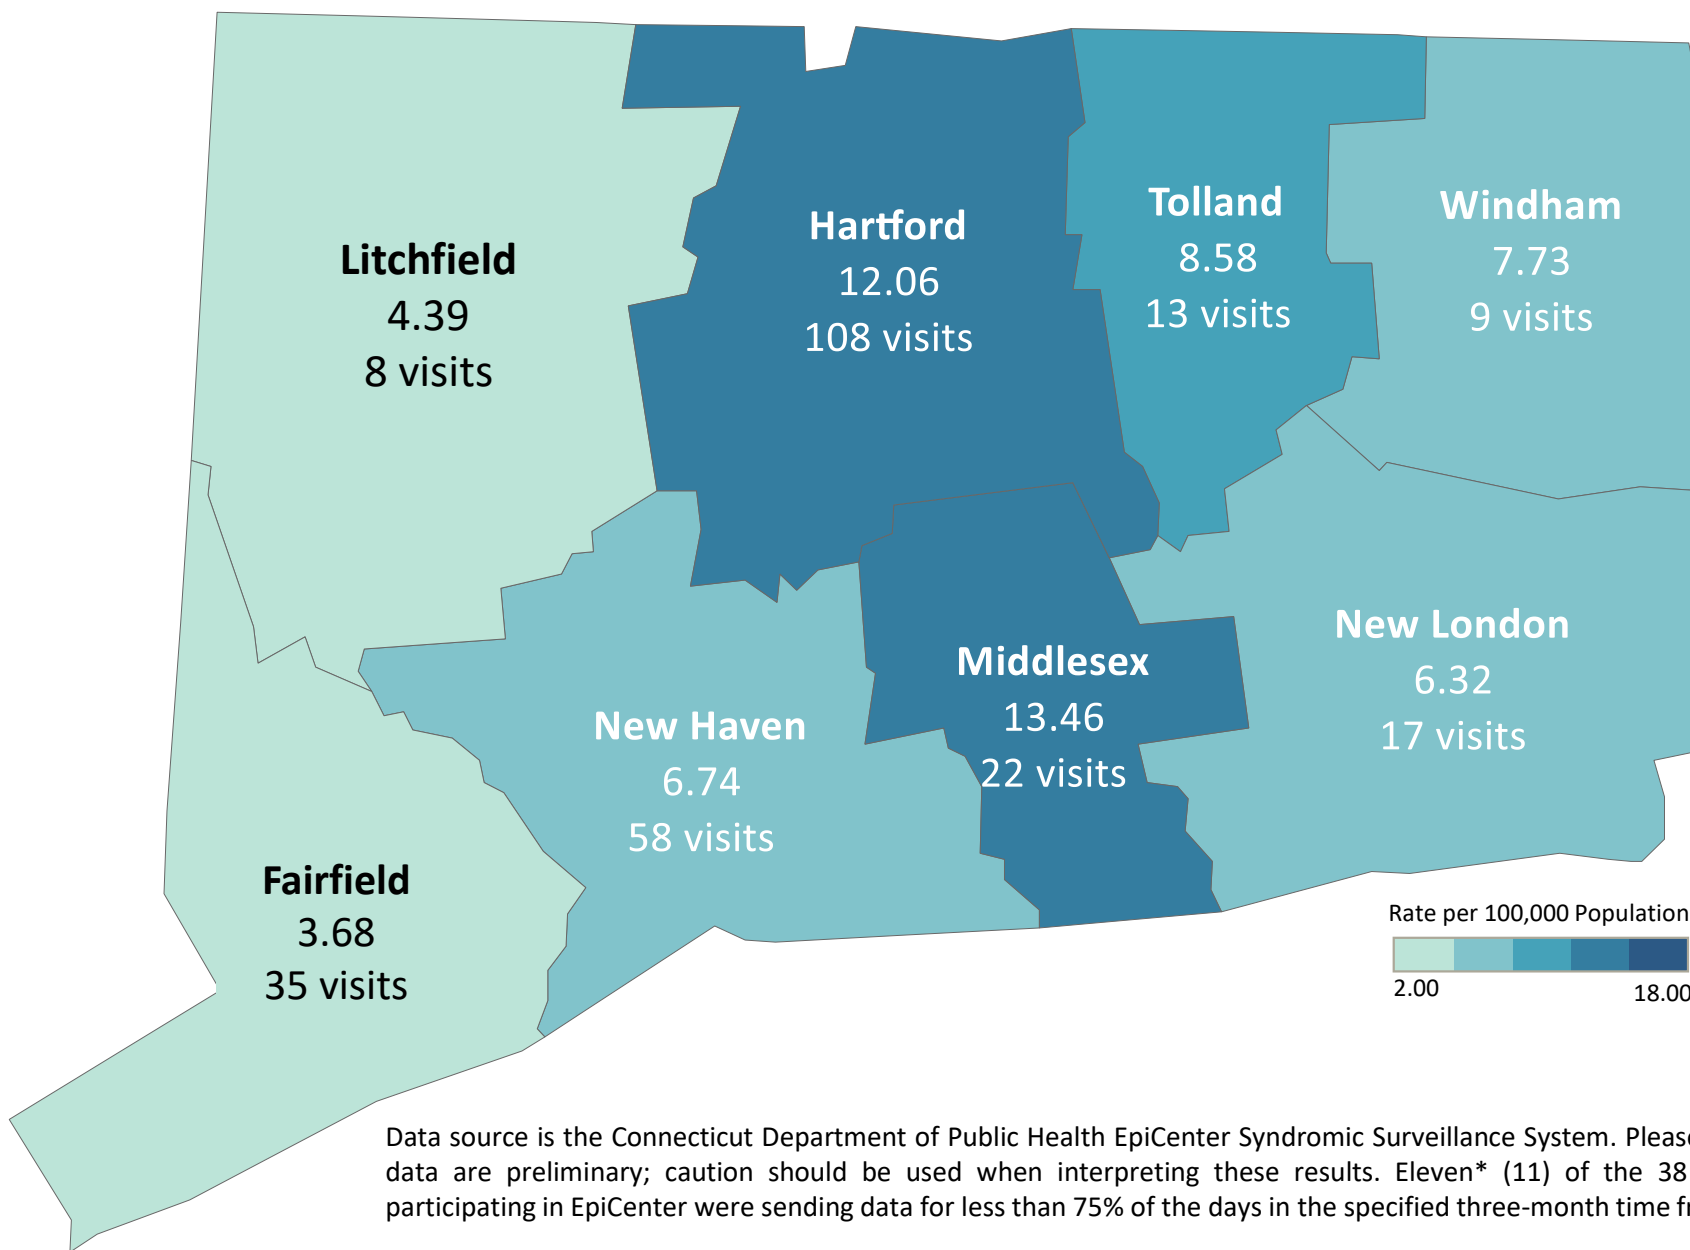 Litchfield
4.39
8 visits
Hartford
12.06
108 visits
Tolland
8.58
13 visits
Windham
7.73
9 visits
New Haven
6.74
58 visits
Middlesex
13.46
22 visits
New London
6.32
17 visits
Fairfield
3.68
35 visits
Rate per 100,000 Population
2.00
18.00
Data source is the Connecticut Department of Public Health EpiCenter Syndromic Surveillance System. Please
data are preliminary; caution should be used when interpreting these results. Eleven* (11) of the 38
participating in EpiCenter were sending data for less than 75% of the days in the specified three-month time